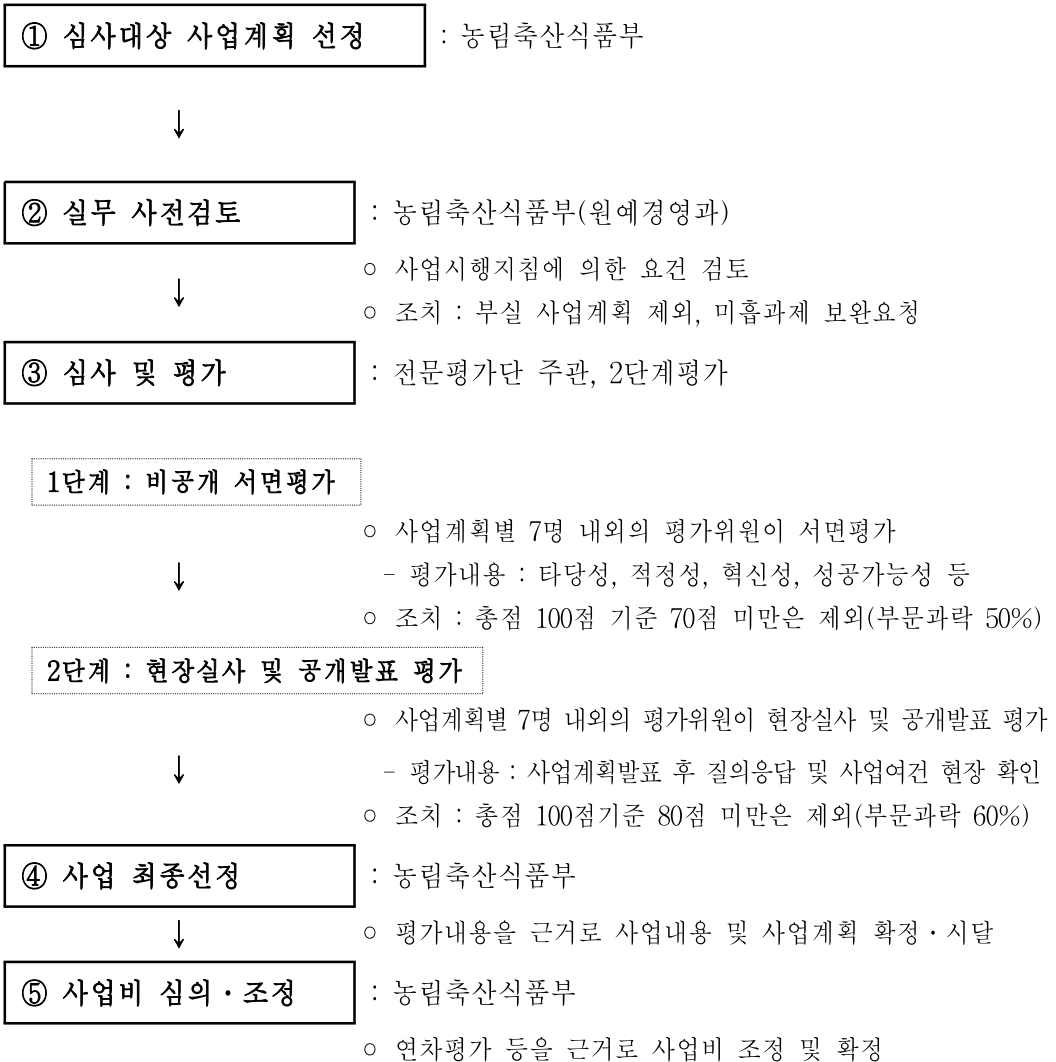 ① 심사대상 사업계획 선정 : 농림축산식품부
↓
② 실무 사전검토 : 농림축산식품부(원예경영과)
○ 사업시행지침에 의한 요건 검토
↓
○ 조치 : 부실 사업계획 제외, 미흡과제 보완요청
③ 심사 및 평가 : 전문평가단 주관, 2단계평가
1단계 : 비공개 서면평가
○ 사업계획별 7명 내외의 평가위원이 서면평가
↓
- 평가내용 : 타당성, 적정성, 혁신성, 성공가능성 등
○ 조치 : 총점 100점 기준 70점 미만은 제외(부문과락 50%)
2단계 : 현장실사 및 공개발표 평가
○ 사업계획별 7명 내외의 평가위원이 현장실사 및 공개발표 평가
↓
- 평가내용 : 사업계획발표 후 질의응답 및 사업여건 현장 확인
○ 조치 : 총점 100점기준 80점 미만은 제외(부문과락 60%)
④ 사업 최종선정 : 농림축산식품부
↓
○ 평가내용을 근거로 사업내용 및 사업계획 확정·시달
⑤ 사업비 심의·조정 : 농림축산식품부
○ 연차평가 등을 근거로 사업비 조정 및 확정